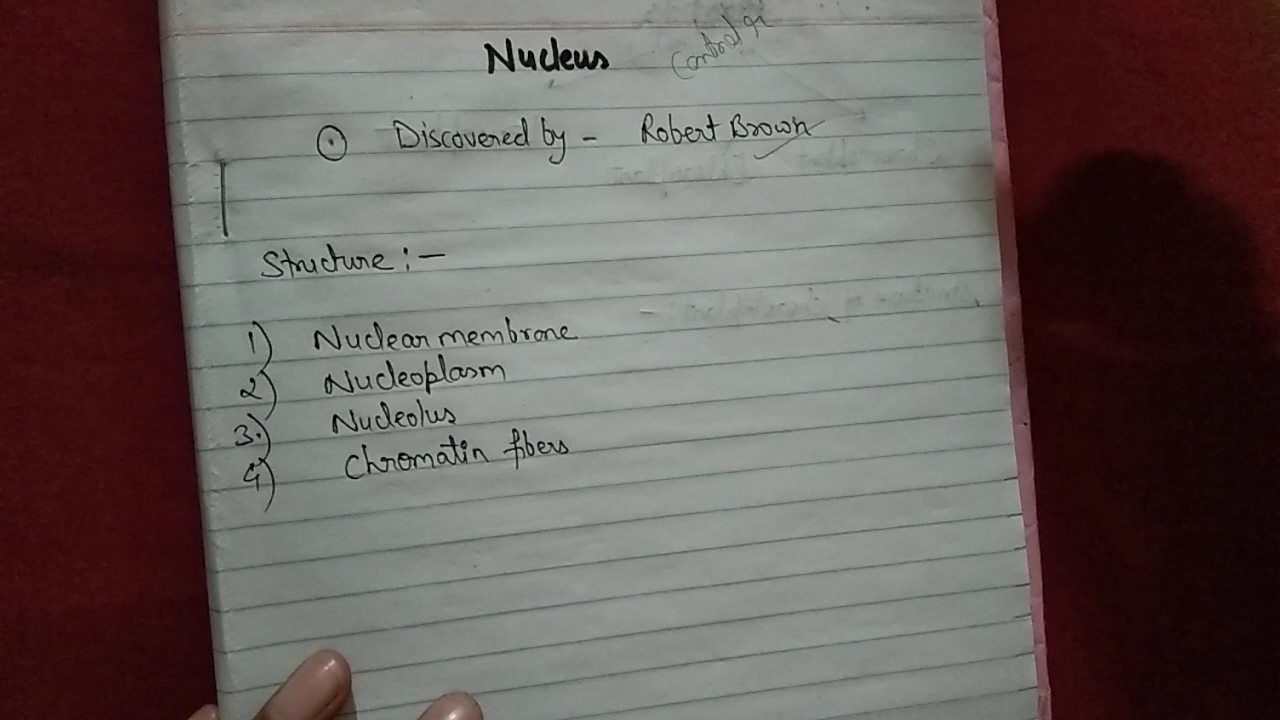 Nucleus
⊙ Discovered by - Robert Brown
Structure :-
1) Nuclear membrane
2) Nucleoplasm
3.) Nucleolus
4) Chromatin fibers